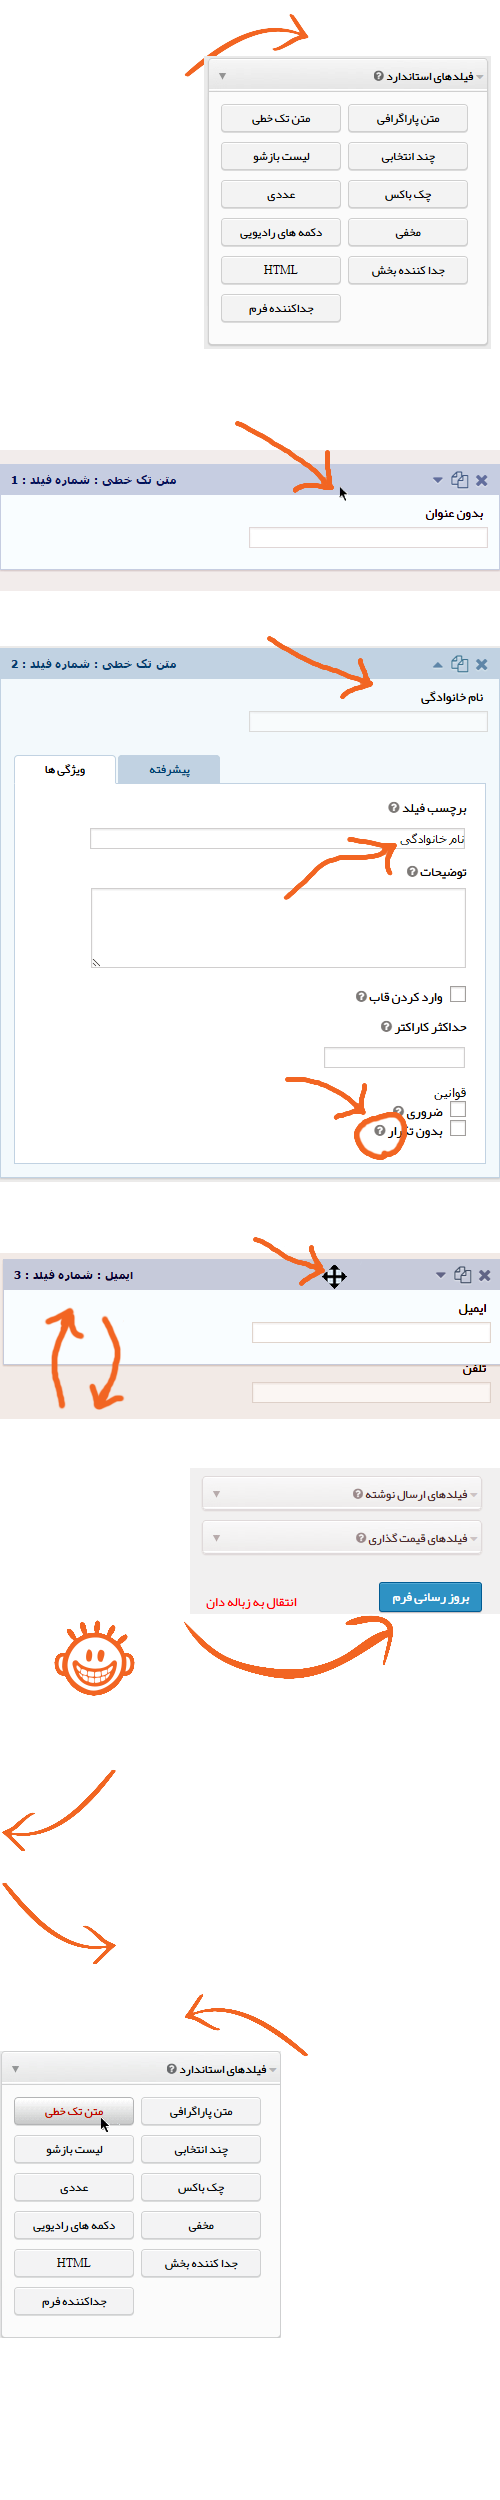 فیلدهای استاندارد
متن پاراگرافی متن تک خطی
چند انتخابی لیست بازشو
چک باکس عددی
مخفی دکمه های رادیویی
جدا کننده بخش HTML
جداکننده فرم
متن تک خطی : شماره فیلد : 1
بدون عنوان
متن تک خطی : شماره فیلد : 2
نام خانوادگی
ویژگی ها پیشرفته
برچسب فیلد
نام خانوادگی
توضیحات
وارد کردن قاب
حداکثر کاراکتر
قوانین
ضروری
بدون تکرار
ایمیل : شماره فیلد : 3
ایمیل
تلفن
فیلدهای ارسال نوشته
فیلدهای قیمت گذاری
بروز رسانی فرم انتقال به زباله دان
فیلدهای استاندارد
متن پاراگرافی متن تک خطی
چند انتخابی لیست بازشو
چک باکس عددی
مخفی دکمه های رادیویی
جدا کننده بخش HTML
جداکننده فرم